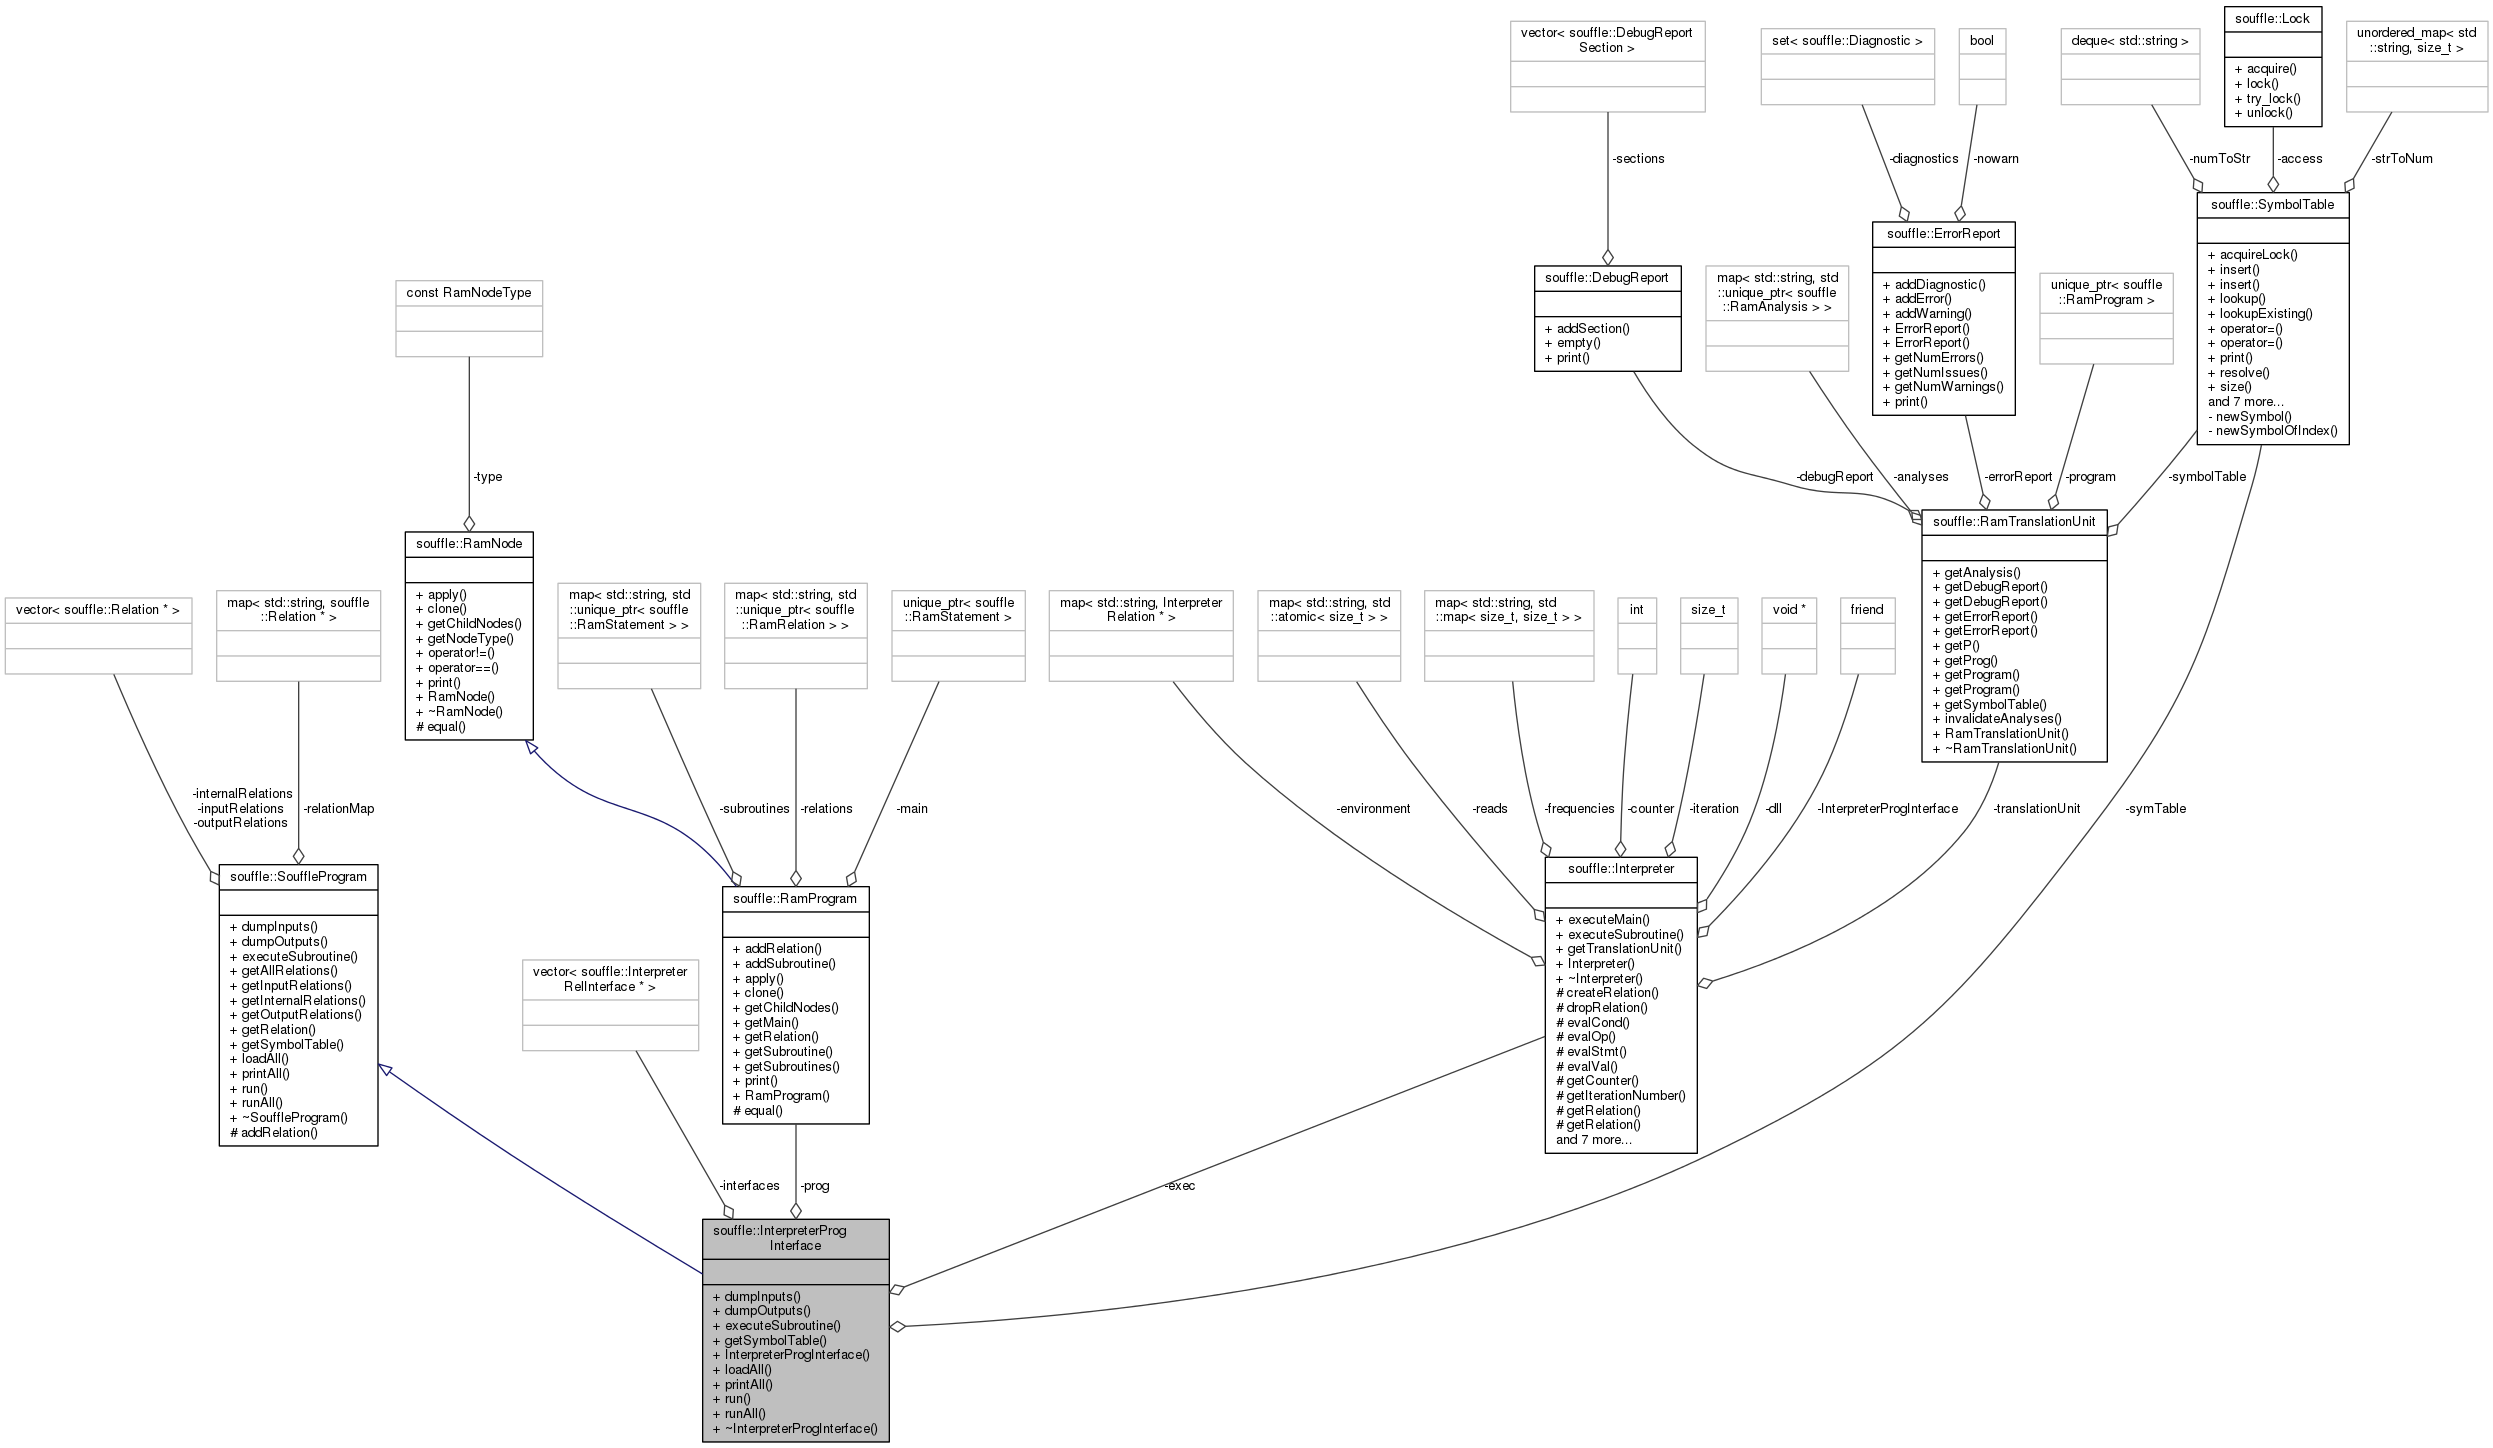 souffle::Lock
+ acquire()
+ lock()
+ try_lock()
+ unlock()
vector< souffle::DebugReport
Section >
set< souffle::Diagnostic >
bool
deque< std::string >
unordered_map< std
::string, size_t >
-sections
-diagnostics
-nowarn
-numToStr
-access
-strToNum
souffle::SymbolTable
+ acquireLock()
+ insert()
+ insert()
+ lookup()
+ lookupExisting()
+ operator=()
+ operator=()
+ print()
+ resolve()
+ size()
and 7 more...
- newSymbol()
- newSymbolOfIndex()
souffle::ErrorReport
+ addDiagnostic()
+ addError()
+ addWarning()
+ ErrorReport()
+ ErrorReport()
+ getNumErrors()
+ getNumIssues()
+ getNumWarnings()
+ print()
souffle::DebugReport
+ addSection()
+ empty()
+ print()
map< std::string, std
::unique_ptr< souffle
::RamAnalysis > >
unique_ptr< souffle
::RamProgram >
const RamNodeType
-type
-debugReport
-analyses
-errorReport
-program
-symbolTable
souffle::RamTranslationUnit
+ getAnalysis()
+ getDebugReport()
+ getDebugReport()
+ getErrorReport()
+ getErrorReport()
+ getP()
+ getProg()
+ getProgram()
+ getProgram()
+ getSymbolTable()
+ invalidateAnalyses()
+ RamTranslationUnit()
+ ~RamTranslationUnit()
souffle::RamNode
+ apply()
+ clone()
+ getChildNodes()
+ getNodeType()
+ operator!=()
+ operator==()
+ print()
+ RamNode()
+ ~RamNode()
# equal()
vector< souffle::Relation * >
map< std::string, souffle
::Relation * >
map< std::string, std
::unique_ptr< souffle
::RamStatement > >
map< std::string, std
::unique_ptr< souffle
::RamRelation > >
unique_ptr< souffle
::RamStatement >
map< std::string, Interpreter
Relation * >
map< std::string, std
::atomic< size_t > >
map< std::string, std
::map< size_t, size_t > >
int
size_t
void *
friend
-internalRelations
-inputRelations
-outputRelations
-relationMap
-subroutines
-relations
-main
-environment
-reads
-frequencies
-counter
-iteration
-dll
-InterpreterProgInterface
-translationUnit
-symTable
souffle::SouffleProgram
+ dumpInputs()
+ dumpOutputs()
+ executeSubroutine()
+ getAllRelations()
+ getInputRelations()
+ getInternalRelations()
+ getOutputRelations()
+ getRelation()
+ getSymbolTable()
+ loadAll()
+ printAll()
+ run()
+ runAll()
+ ~SouffleProgram()
# addRelation()
vector< souffle::Interpreter
RelInterface * >
souffle::RamProgram
+ addRelation()
+ addSubroutine()
+ apply()
+ clone()
+ getChildNodes()
+ getMain()
+ getRelation()
+ getSubroutine()
+ getSubroutines()
+ print()
+ RamProgram()
# equal()
souffle::Interpreter
+ executeMain()
+ executeSubroutine()
+ getTranslationUnit()
+ Interpreter()
+ ~Interpreter()
# createRelation()
# dropRelation()
# evalCond()
# evalOp()
# evalStmt()
# evalVal()
# getCounter()
# getIterationNumber()
# getRelation()
# getRelation()
and 7 more...
-interfaces
-prog
-exec
souffle::InterpreterProg
Interface
+ dumpInputs()
+ dumpOutputs()
+ executeSubroutine()
+ getSymbolTable()
+ InterpreterProgInterface()
+ loadAll()
+ printAll()
+ run()
+ runAll()
+ ~InterpreterProgInterface()